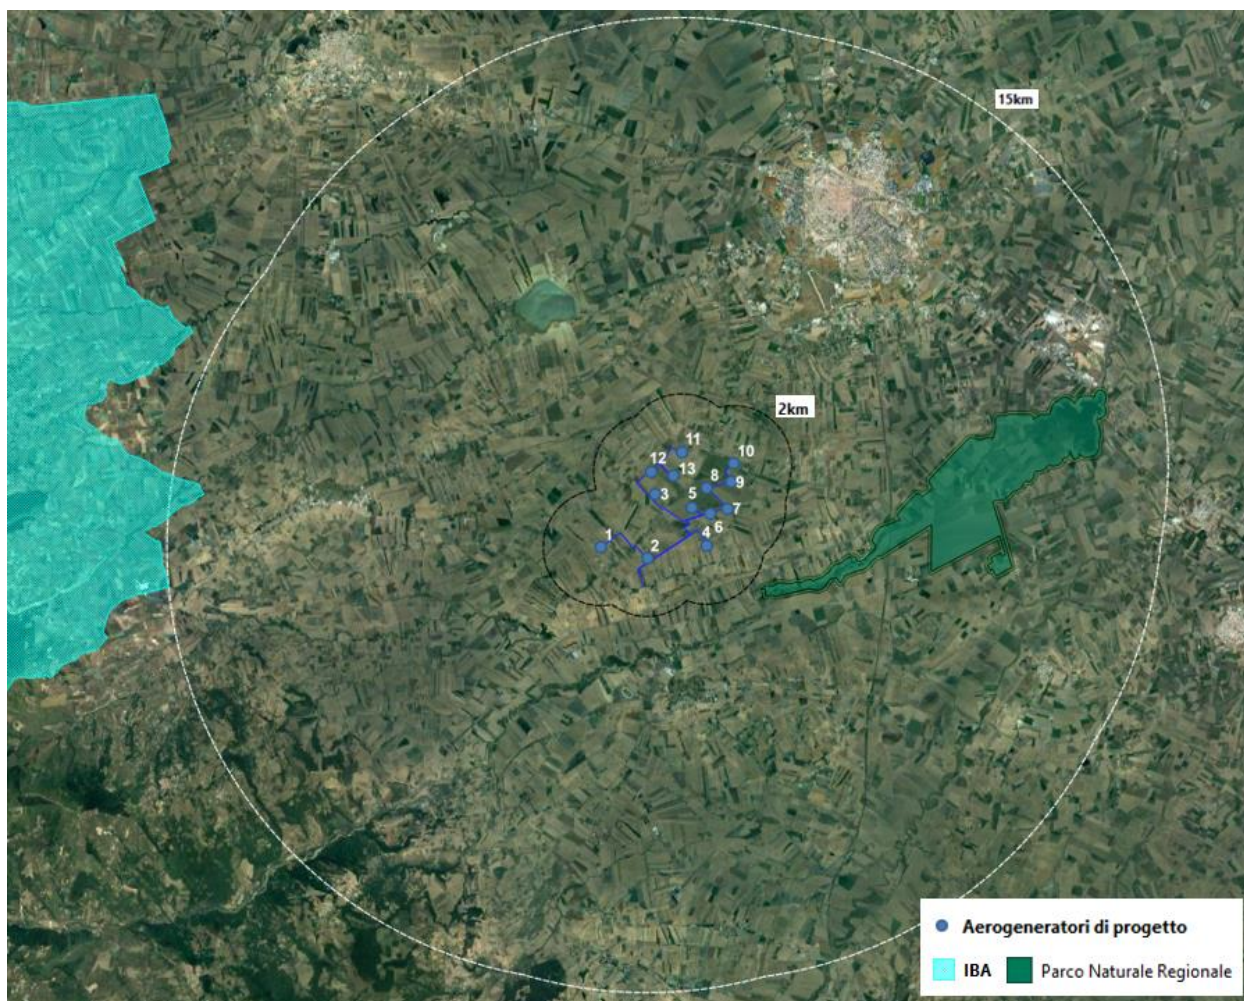 15km
2km
11
10
12
13
8
9
3
5
7
6
1
4
2
Aerogeneratori di progetto
IBA
Parco Naturale Regionale